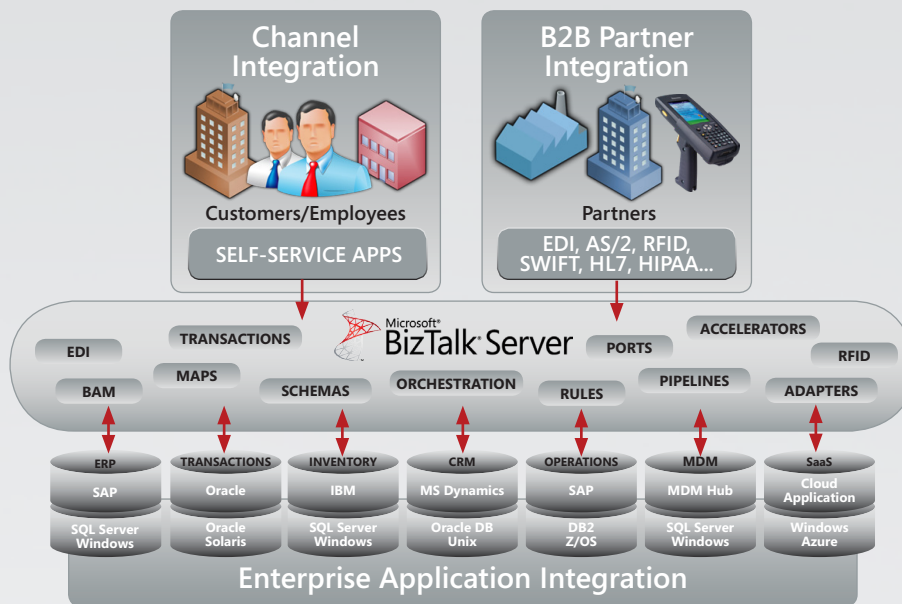 Channel
Integration
Customers/Employees
SELF-SERVICE APPS
B2B Partner
Integration
Partners
EDI, AS/2, RFID,
SWIFT, HL7, HIPAA...
Microsoft®
BizTalk® Server
EDI
TRANSACTIONS
PORTS
ACCELERATORS
RFID
BAM
MAPS
SCHEMAS
ORCHESTRATION
RULES
PIPELINES
ADAPTERS
ERP
SAP
SQL Server
Windows
TRANSACTIONS
Oracle
Oracle
Solaris
INVENTORY
IBM
SQL Server
Windows
CRM
MS Dynamics
Oracle DB
Unix
OPERATIONS
SAP
DB2
Z/OS
MDM
MDM Hub
SQL Server
Windows
SaaS
Cloud
Application
Windows
Azure
Enterprise Application Integration